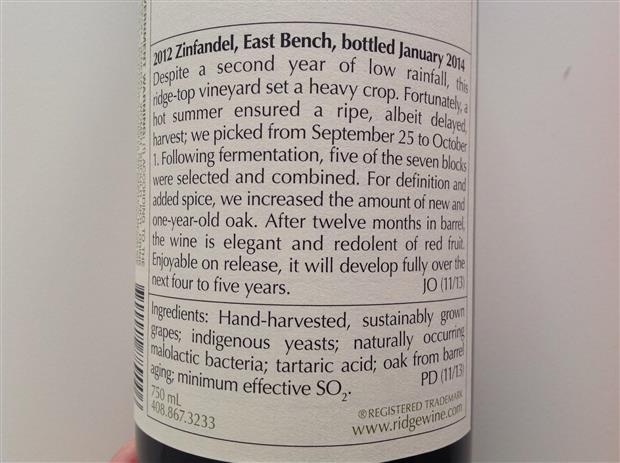 2012 Zinfandel, East Bench, bottled January 2014
Despite a second year of low rainfall, this
ridge-top vineyard set a heavy crop. Fortunately, a
hot summer ensured a ripe, albeit delayed,
harvest; we picked from September 25 to October
1. Following fermentation, five of the seven blocks
were selected and combined. For definition and
added spice, we increased the amount of new and
one-year-old oak. After twelve months in barrel,
the wine is elegant and redolent of red fruit.
Enjoyable on release, it will develop fully over the
next four to five years. JO (11/13)
Ingredients: Hand-harvested, sustainably grown
grapes; indigenous yeasts; naturally occurring
malolactic bacteria; tartaric acid; oak from barrel
aging; minimum effective SO2. PD (11/13)
750 mL ®REGISTERED TRADEMARK
408.867.3233 www.ridgewine.com